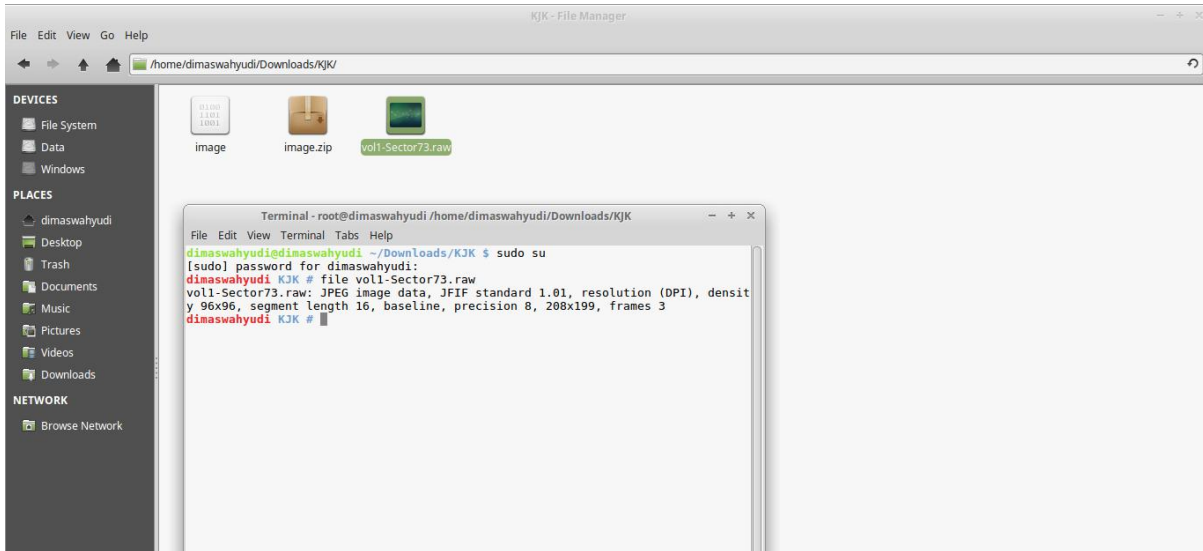 KJK - File Manager
File Edit View Go Help
/home/dimaswahyudi/Downloads/KJK/
DEVICES
File System
Data
Windows
PLACES
dimaswahyudi
Desktop
Trash
Documents
Music
Pictures
Videos
Downloads
NETWORK
Browse Network
0100
1101
1001
image
image.zip
vol1-Sector73.raw
Terminal - root@dimaswahyudi /home/dimaswahyudi/Downloads/KJK
File Edit View Terminal Tabs Help
dimaswahyudi@dimaswahyudi ~/Downloads/KJK $ sudo su
[sudo] password for dimaswahyudi:
dimaswahyudi KJK # file vol1-Sector73.raw
vol1-Sector73.raw: JPEG image data, JFIF standard 1.01, resolution (DPI), densit
y 96x96, segment length 16, baseline, precision 8, 208x199, frames 3
dimaswahyudi KJK #